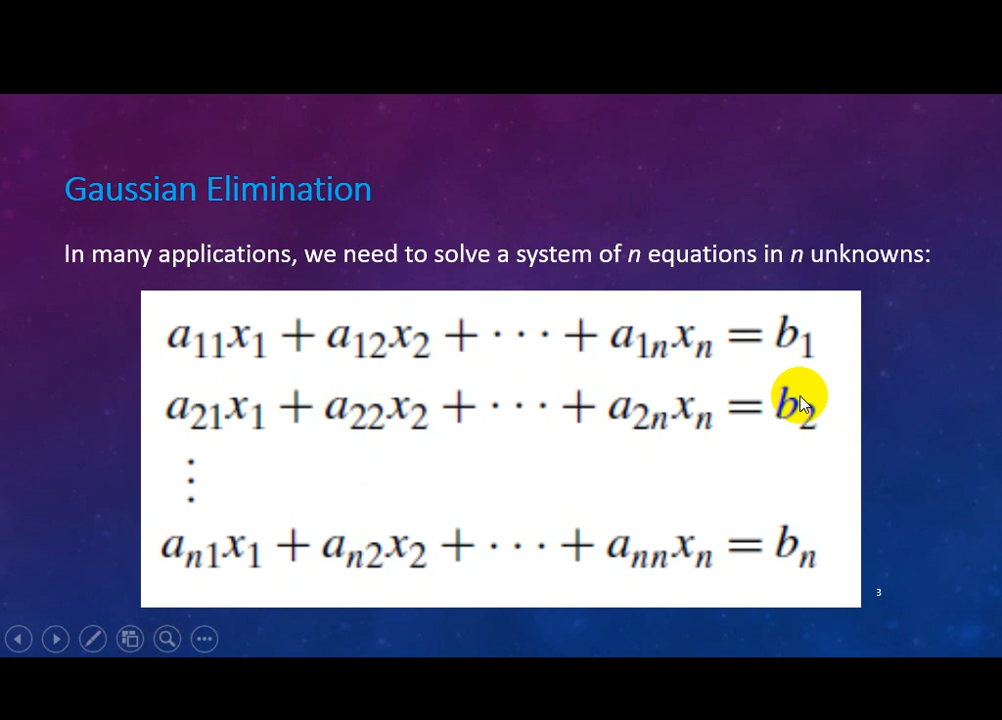 Gaussian Elimination
In many applications, we need to solve a system of n equations in n unknowns:
a₁₁x₁ + a₁₂x₂ + ··· + a₁ₙxₙ = b₁
a₂₁x₁ + a₂₂x₂ + ··· + a₂ₙxₙ = b₂
⋮
aₙ₁x₁ + aₙ₂x₂ + ··· + aₙₙxₙ = bₙ
3